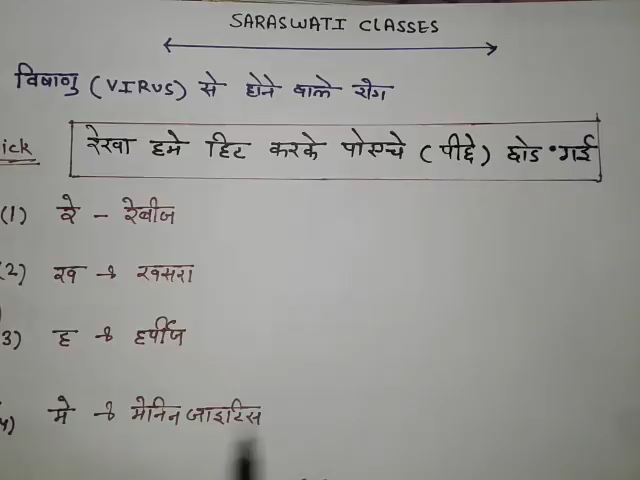 SARASWATI CLASSES
विषाणु (VIRUS) से होने वाले रोग
ick रेखा हमे हिट करके पोरूचे (पीछे) छोड गई
(1) रे - रेबीज
2) ख → खसरा
3) ह → हर्पीज
4) मे → मेनिनजाइटिस